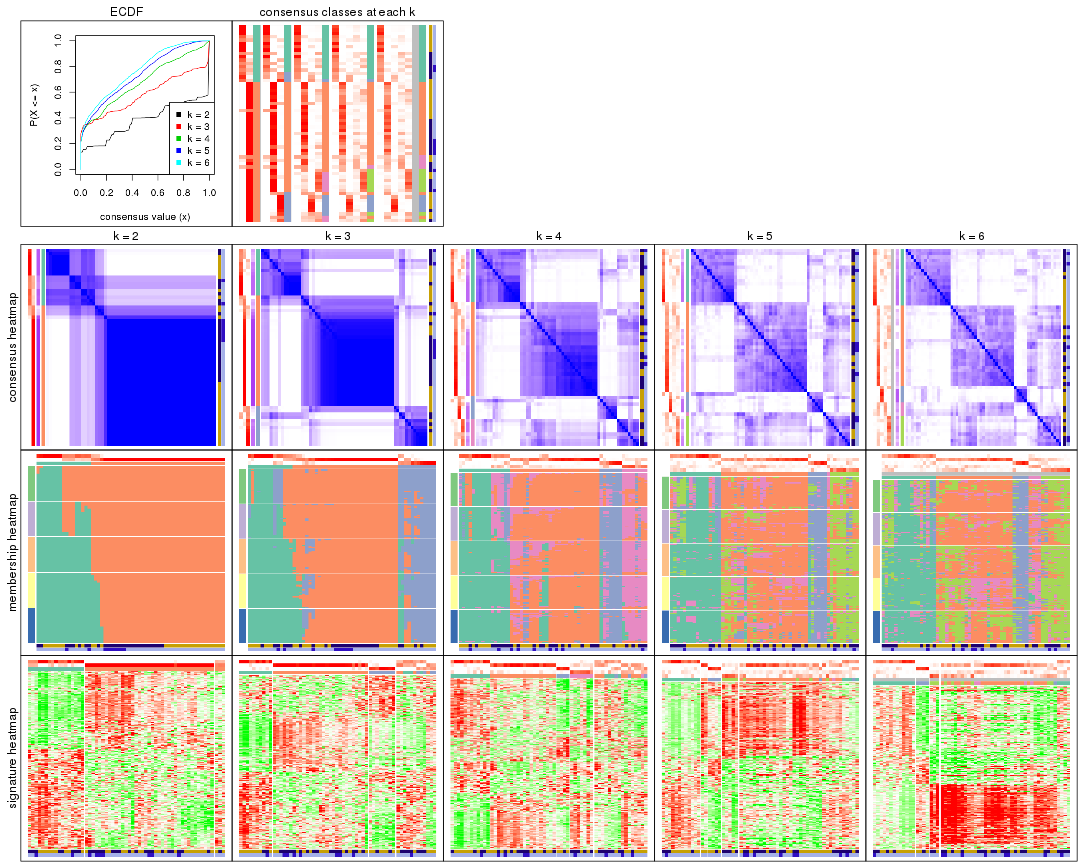 ECDF
consensus classes at each k
P(X <= x)
0.0 0.2 0.4 0.6 0.8 1.0
k = 2
k = 3
k = 4
k = 5
k = 6
0.0 0.2 0.4 0.6 0.8 1.0
consensus value (x)
k = 2
k = 3
k = 4
k = 5
k = 6
consensus heatmap
membership heatmap
signature heatmap